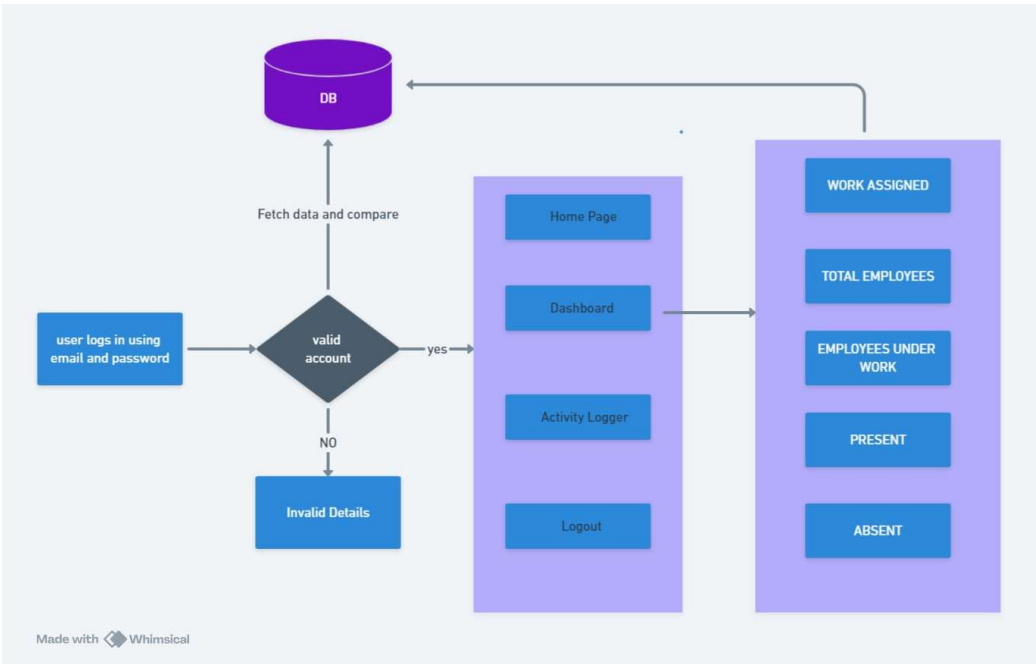 DB
Fetch data and compare
user logs in using
email and password
valid
account
yes
NO
Invalid Details
Home Page
Dashboard
Activity Logger
Logout
WORK ASSIGNED
TOTAL EMPLOYEES
EMPLOYEES UNDER
WORK
PRESENT
ABSENT
Made with Whimsical